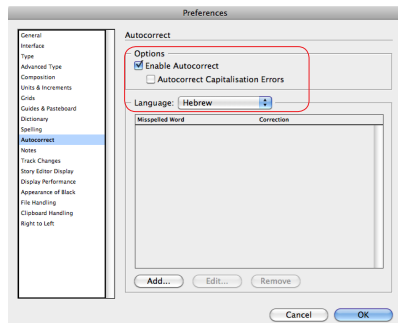 Preferences
General
Interface
Type
Advanced Type
Composition
Units & Increments
Grids
Guides & Pasteboard
Dictionary
Spelling
Autocorrect
Notes
Track Changes
Story Editor Display
Display Performance
Appearance of Black
File Handling
Clipboard Handling
Right to Left
Autocorrect
Options
Enable Autocorrect
Autocorrect Capitalisation Errors
Language: Hebrew
Misspelled Word Correction
Add... Edit... Remove
Cancel OK